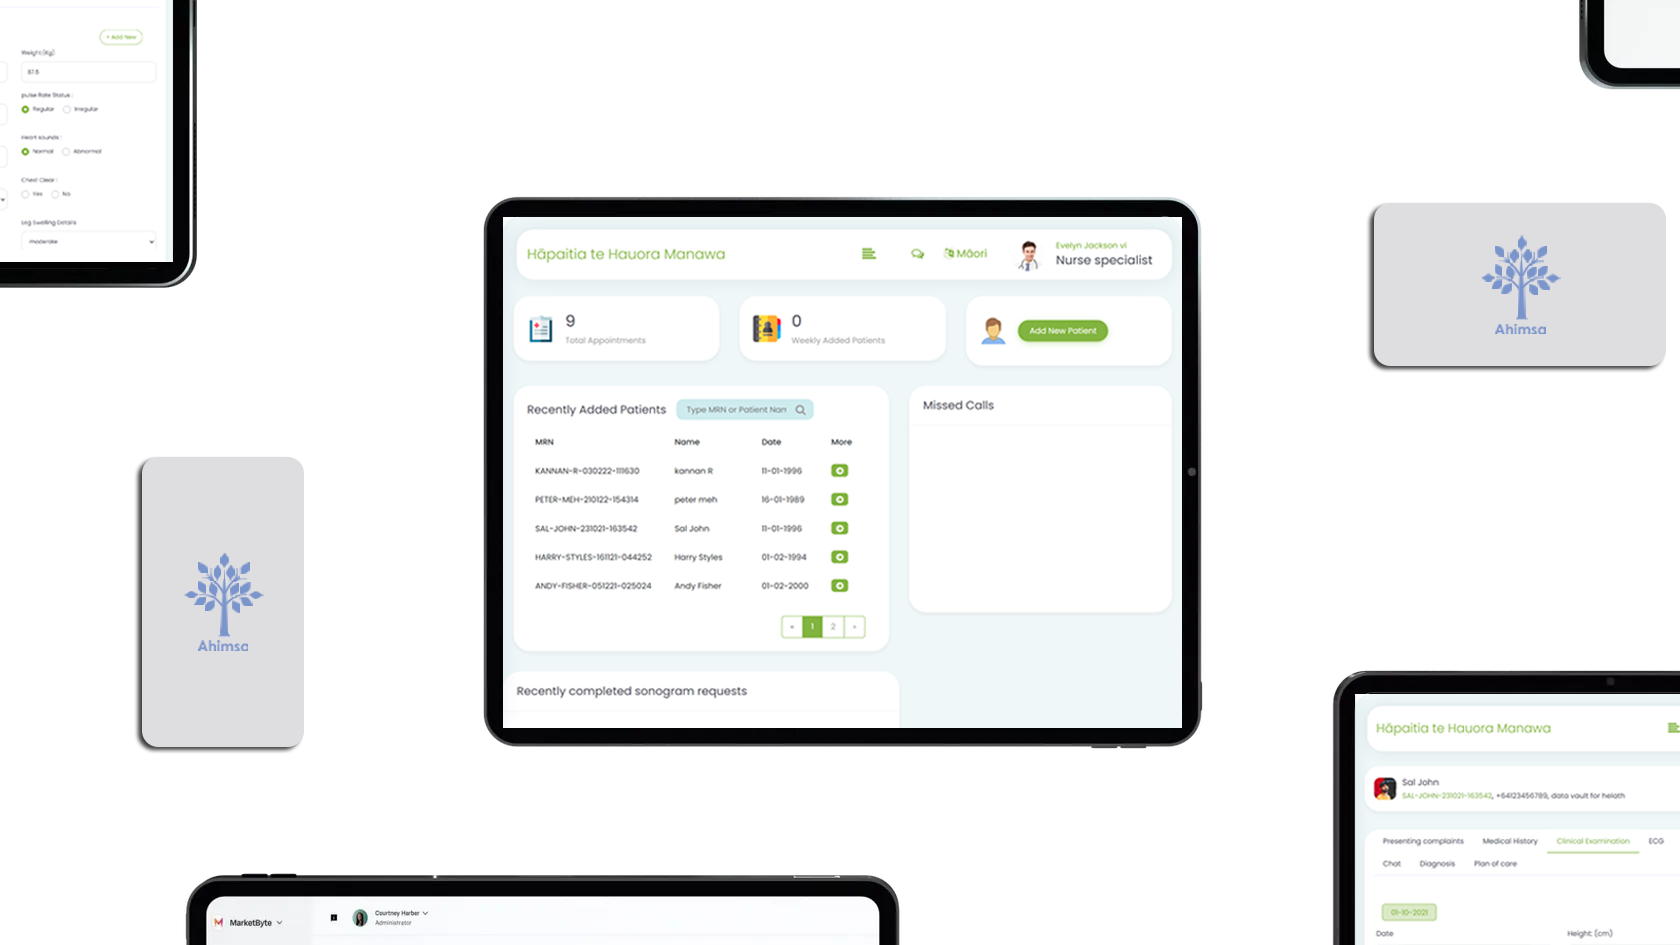 + Add New
Weight(Kg)
87.6
pulse Rate Status :
Regular Irregular
Heart sounds :
Normal Abnormal
Chest Clear :
Yes No
Leg Swelling Details
moderate
Hāpaitia te Hauora Manawa
Māori
Evelyn Jackson vi
Nurse specialist
9
Total Appointments
0
Weekly Added Patients
Add New Patient
Recently Added Patients
Type MRN or Patient Nam
Missed Calls
MRN Name Date More
KANNAN-R-030222-111630 kannan R 11-01-1996
PETER-MEH-210122-154314 peter meh 16-01-1989
SAL-JOHN-231021-163542 Sal John 11-01-1996
HARRY-STYLES-161121-044252 Harry Styles 01-02-1994
ANDY-FISHER-051221-025024 Andy Fisher 01-02-2000
« 1 2 »
Recently completed sonogram requests
Ahimsa
Ahimsa
MarketByte
Courtney Harber
Administrator
Hāpaitia te Hauora Manawa
Sal John
SAL-JOHN-231021-163542, +64123456789, data vault for helath
Presenting complaints Medical History Clinical Examination ECG
Chat Diagnosis Plan of care
01-10-2021
Date Height: (cm)